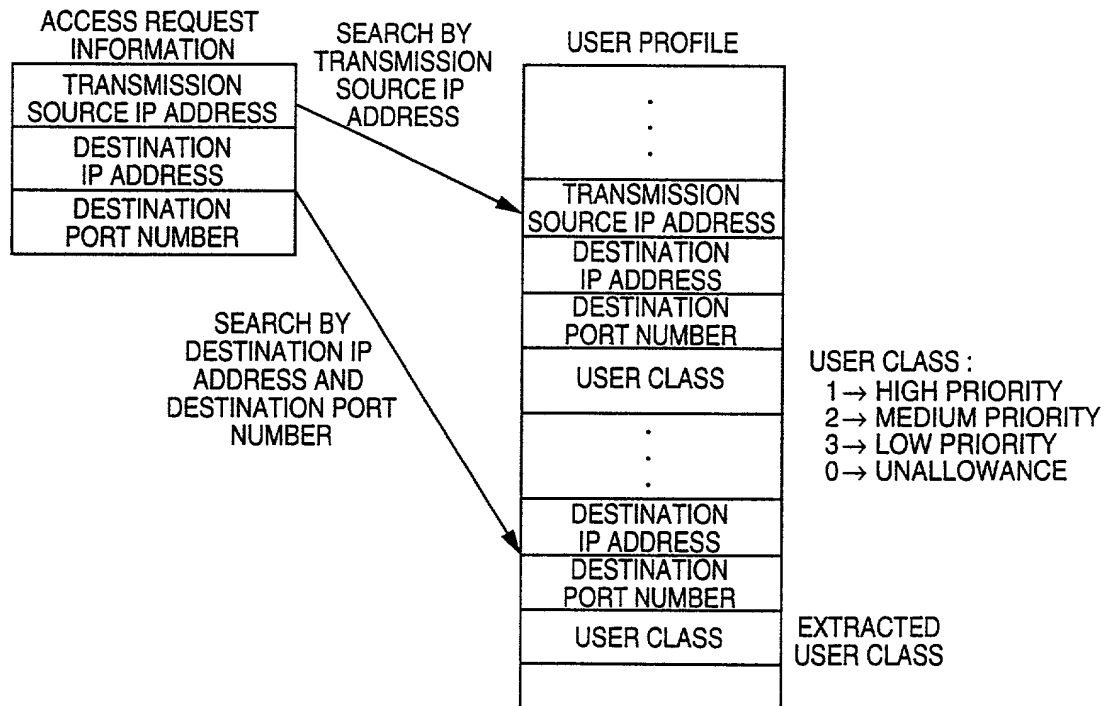 ACCESS REQUEST
INFORMATION
TRANSMISSION
SOURCE IP ADDRESS
DESTINATION
IP ADDRESS
DESTINATION
PORT NUMBER
SEARCH BY
TRANSMISSION
SOURCE IP
ADDRESS
SEARCH BY
DESTINATION IP
ADDRESS AND
DESTINATION PORT
NUMBER
USER PROFILE
.
.
.
TRANSMISSION
SOURCE IP ADDRESS
DESTINATION
IP ADDRESS
DESTINATION
PORT NUMBER
USER CLASS
.
.
.
DESTINATION
IP ADDRESS
DESTINATION
PORT NUMBER
USER CLASS
USER CLASS :
1→ HIGH PRIORITY
2→ MEDIUM PRIORITY
3→ LOW PRIORITY
0→ UNALLOWANCE
EXTRACTED
USER CLASS